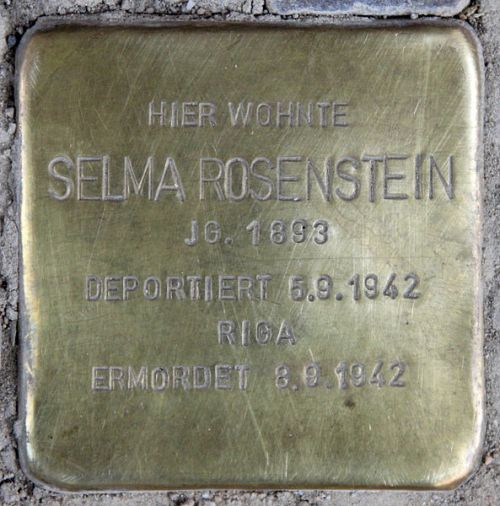 HIER WOHNTE
SELMA ROSENSTEIN
JG. 1893
DEPORTIERT 5.9.1942
RIGA
ERMORDET 8.9.1942